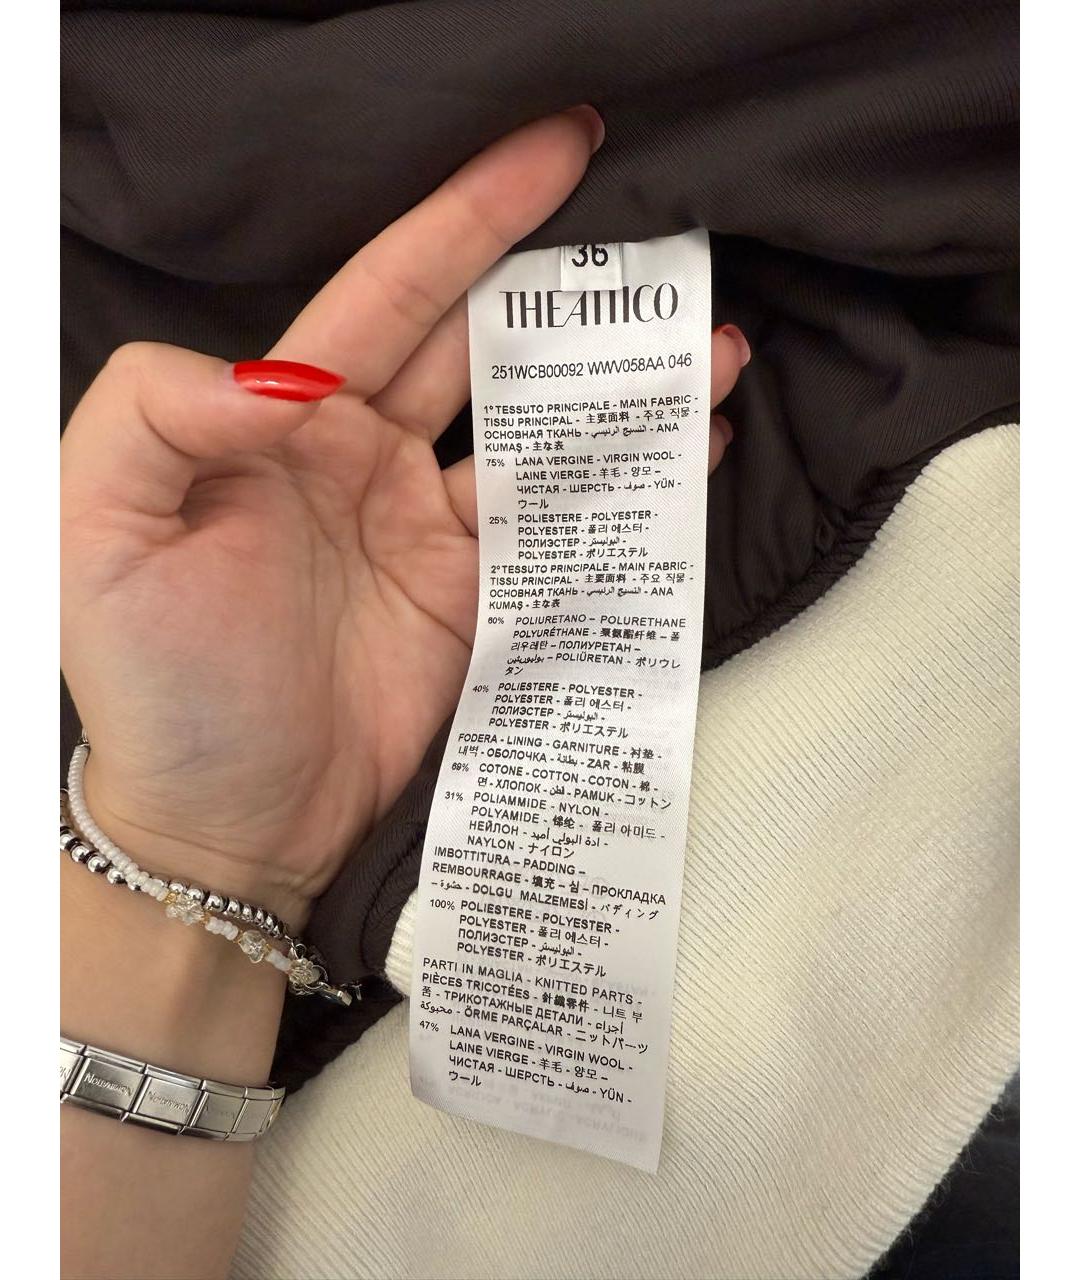 36
THE ATTICO
251WCB00092 WWV058AA 046
1° TESSUTO PRINCIPALE - MAIN FABRIC -
TISSU PRINCIPAL - 主要面料 - 주요 직물 -
ОСНОВНАЯ ТКАНЬ - النسيج الرئيسي - ANA
KUMAŞ - 主な表
75% LANA VERGINE - VIRGIN WOOL -
LAINE VIERGE - 羊毛 - 양모 -
ЧИСТАЯ - ШЕРСТЬ - صوف - YÜN -
ウール
25% POLIESTERE - POLYESTER -
POLYESTER - 폴리 에스터 -
ПОЛИЭСТЕР - البوليستر -
POLYESTER - ポリエステル
2° TESSUTO PRINCIPALE - MAIN FABRIC -
TISSU PRINCIPAL - 主要面料 - 주요 직물 -
ОСНОВНАЯ ТКАНЬ - النسيج الرئيسي - ANA
KUMAŞ - 主な表
60% POLIURETANO – POLURETHANE
POLYURÉTHANE - 聚氨酯纤维 – 폴
리우레탄 – ПОЛИУРЕТАН –
بوليوريثين – POLIÜRETAN - ポリウレ
タン
40% POLIESTERE - POLYESTER -
POLYESTER - 폴리 에스터 -
ПОЛИЭСТЕР - البوليستر -
POLYESTER - ポリエステル
FODERA - LINING - GARNITURE - 衬垫 -
내벽 - ОБОЛОЧКА - بطانة - ZAR - 粘膜
69% COTONE - COTTON - COTON - 棉 -
면 - ХЛОПОК - قطن - PAMUK - コットン
31% POLIAMMIDE - NYLON -
POLYAMIDE - 锦纶 - 폴리 아미드 -
НЕЙЛОН - ادة البولي أميد -
NAYLON - ナイロン
IMBOTTITURA – PADDING –
REMBOURRAGE - 填充 – 심 – ПРОКЛАДКА
– حشوة - DOLGU MALZEMESİ - パディング
100% POLIESTERE - POLYESTER -
POLYESTER - 폴리 에스터 -
ПОЛИЭСТЕР - البوليستر -
POLYESTER - ポリエステル
PARTI IN MAGLIA - KNITTED PARTS -
PIÈCES TRICOTÉES - 針織零件 - 니트 부
품 - ТРИКОТАЖНЫЕ ДЕТАЛИ - أجزاء
محبوكة - ÖRME PARÇALAR - ニットパーツ
47% LANA VERGINE - VIRGIN WOOL -
LAINE VIERGE - 羊毛 - 양모 –
ЧИСТАЯ - ШЕРСТЬ - صوف - YÜN -
ウール
NOMINATION
NOMINATION